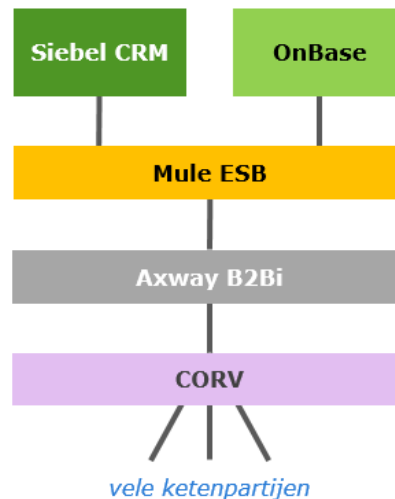 Siebel CRM
OnBase
Mule ESB
Axway B2Bi
CORV
vele ketenpartijen